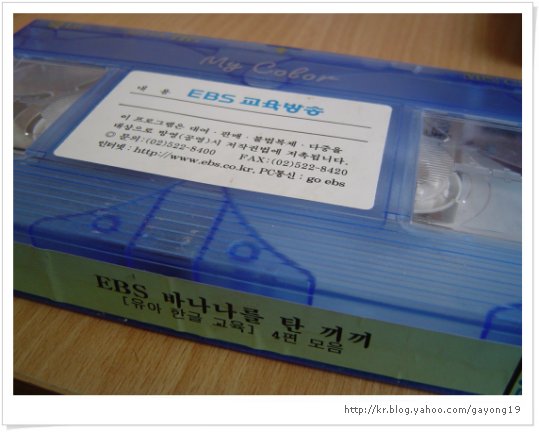 My Color
내 용 EBS 교육방송
이 프로그램은 대여 · 판매 · 불법복제 · 다중을
대상으로 방영(공영)시 저작권법에 저촉됩니다.
◎ 문의 : (02)522-8400 FAX:(02)522-8420
인터넷 : http://www.ebs.co.kr, PC통신 ; go ebs
EBS 바나나를 탄 끼끼
[유아 한글 교육] 4편 모음
http://kr.blog.yahoo.com/gayong19